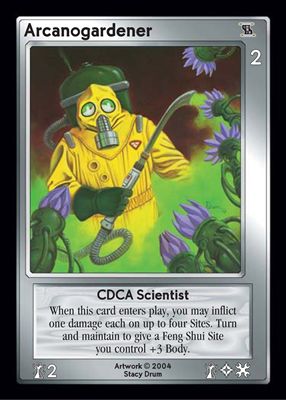 Arcanogardener
2
CDCA Scientist
When this card enters play, you may inflict
one damage each on up to four Sites. Turn
and maintain to give a Feng Shui Site
you control +3 Body.
2
Artwork © 2004
Stacy Drum